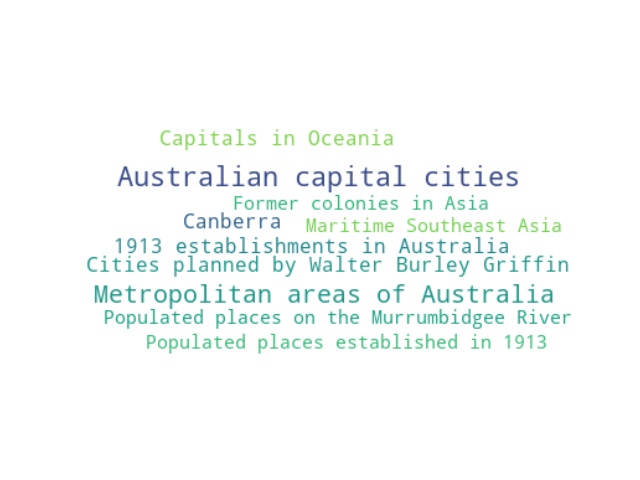 Capitals in Oceania
Australian capital cities
Former colonies in Asia
Canberra
Maritime Southeast Asia
1913 establishments in Australia
Cities planned by Walter Burley Griffin
Metropolitan areas of Australia
Populated places on the Murrumbidgee River
Populated places established in 1913